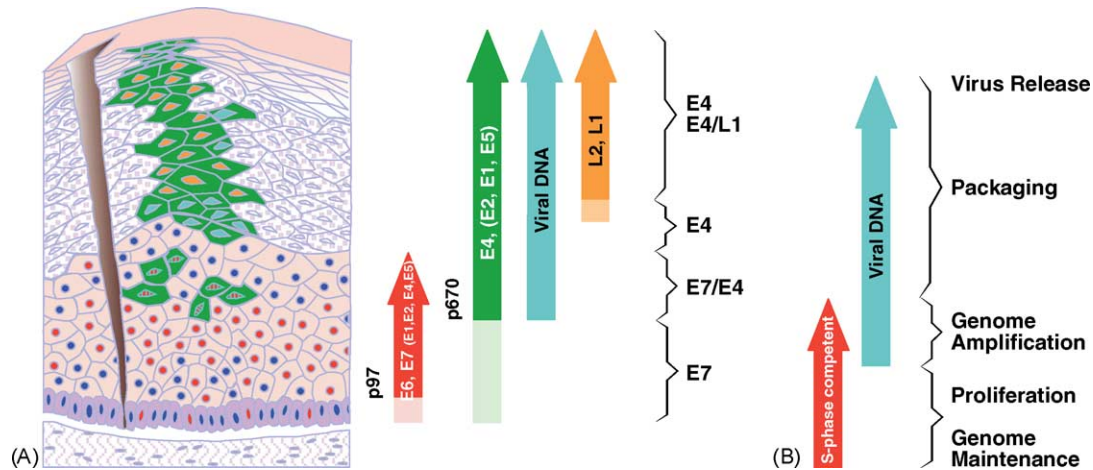 (A)
p97
E6, E7 (E1,E2, E4,E5)
p670
E4, (E2, E1, E5)
Viral DNA
L2, L1
E4
E4/L1
E4
E7/E4
E7
(B)
S-phase competent
Viral DNA
Virus Release
Packaging
Genome
Amplification
Proliferation
Genome
Maintenance